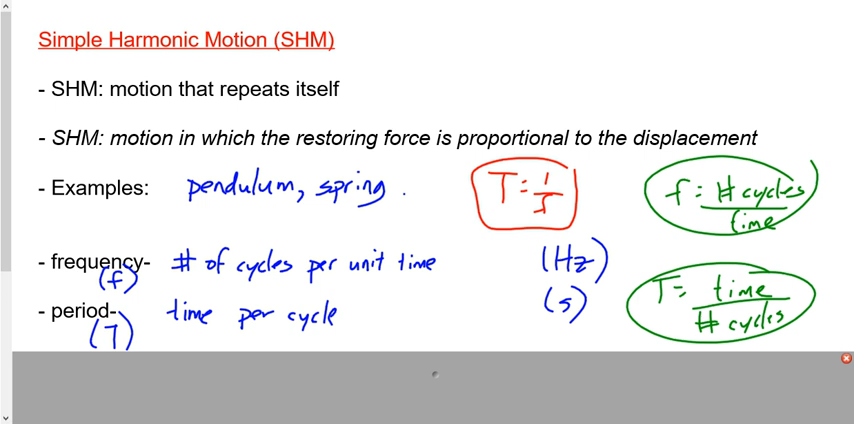 Simple Harmonic Motion (SHM)
- SHM: motion that repeats itself
- SHM: motion in which the restoring force is proportional to the displacement
- Examples: pendulum, spring.
T = 1/f
f = # cycles / time
- frequency- # of cycles per unit time (Hz)
(f)
- period- time per cycle (s)
(T)
T = time / # cycles